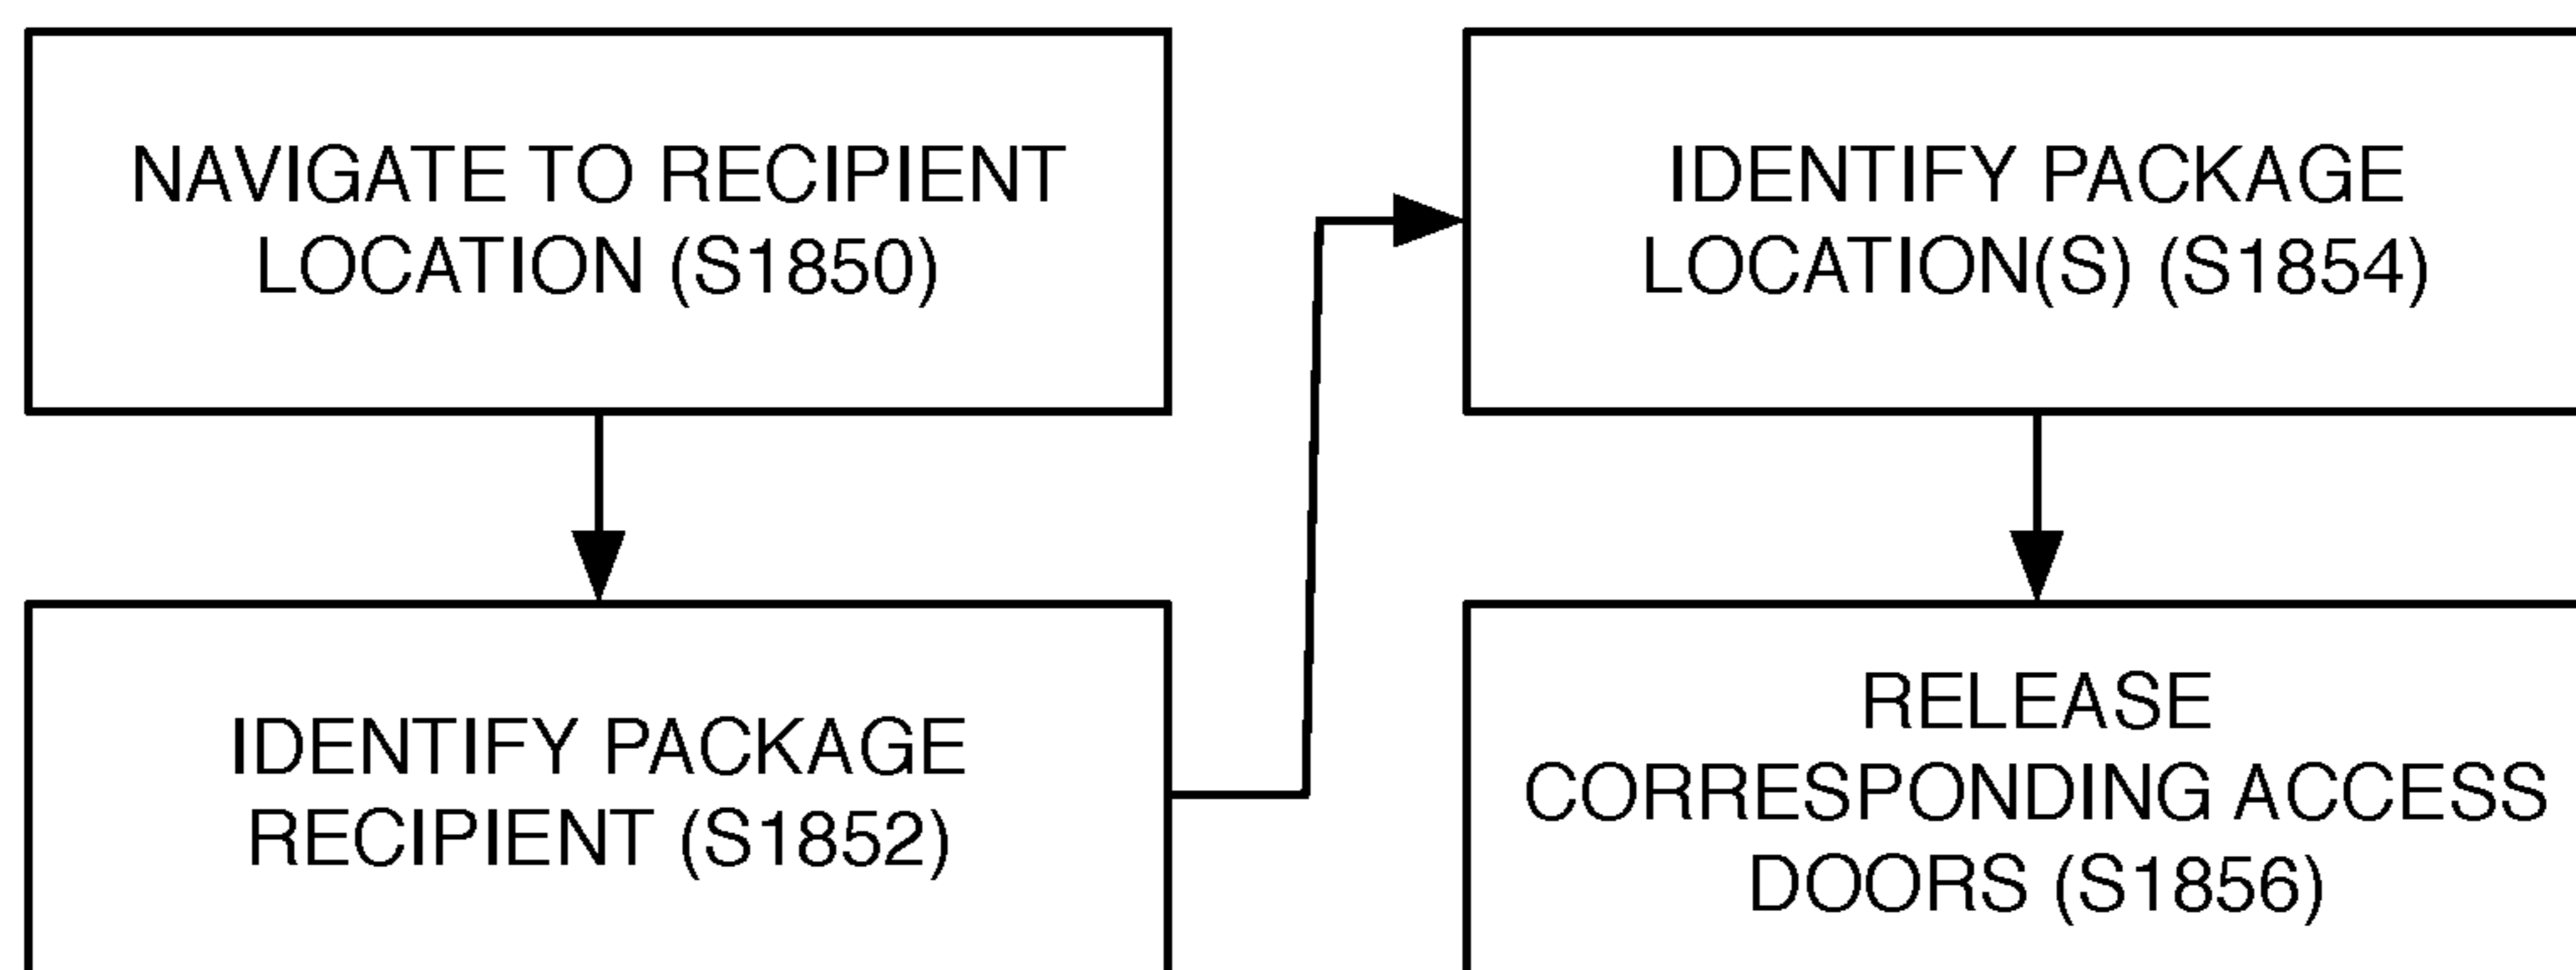 NAVIGATE TO RECIPIENT
LOCATION (S1850)
IDENTIFY PACKAGE
RECIPIENT (S1852)
IDENTIFY PACKAGE
LOCATION(S) (S1854)
RELEASE
CORRESPONDING ACCESS
DOORS (S1856)